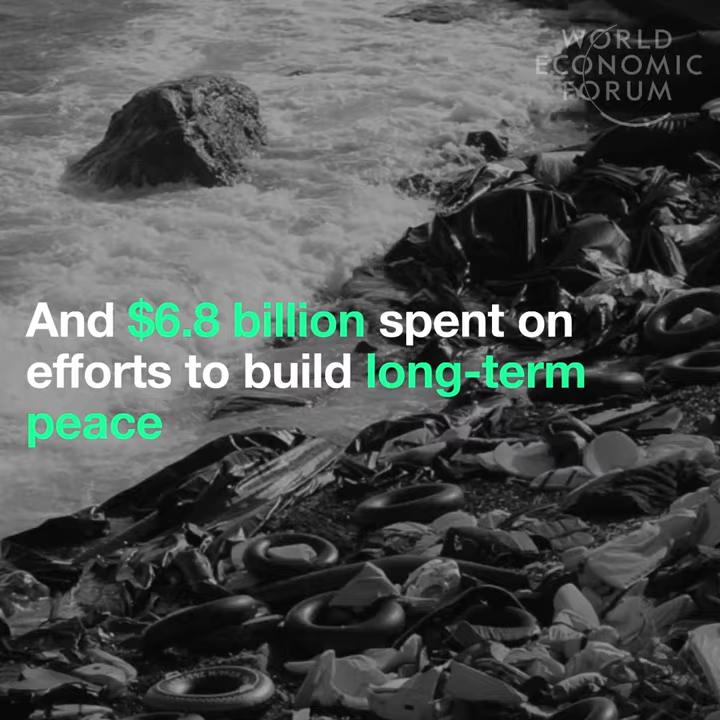 WORLD
ECONOMIC
FORUM
And $6.8 billion spent on
efforts to build long-term
peace